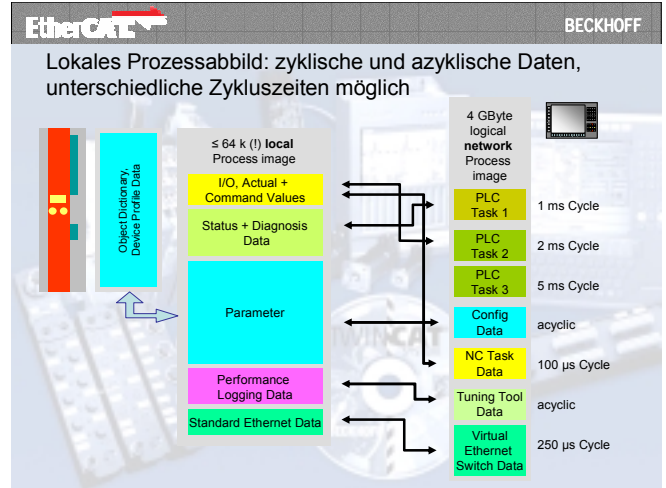 EtherCAT
BECKHOFF
Lokales Prozessabbild: zyklische und azyklische Daten,
unterschiedliche Zykluszeiten möglich
Object Dictionary,
Device Profile Data
≤ 64 k (!) local
Process image
I/O, Actual +
Command Values
Status + Diagnosis
Data
Parameter
Performance
Logging Data
Standard Ethernet Data
4 GByte
logical
network
Process
image
PLC
Task 1
1 ms Cycle
PLC
Task 2
2 ms Cycle
PLC
Task 3
5 ms Cycle
Config
Data
acyclic
NC Task
Data
100 µs Cycle
Tuning Tool
Data
acyclic
Virtual
Ethernet
Switch Data
250 µs Cycle